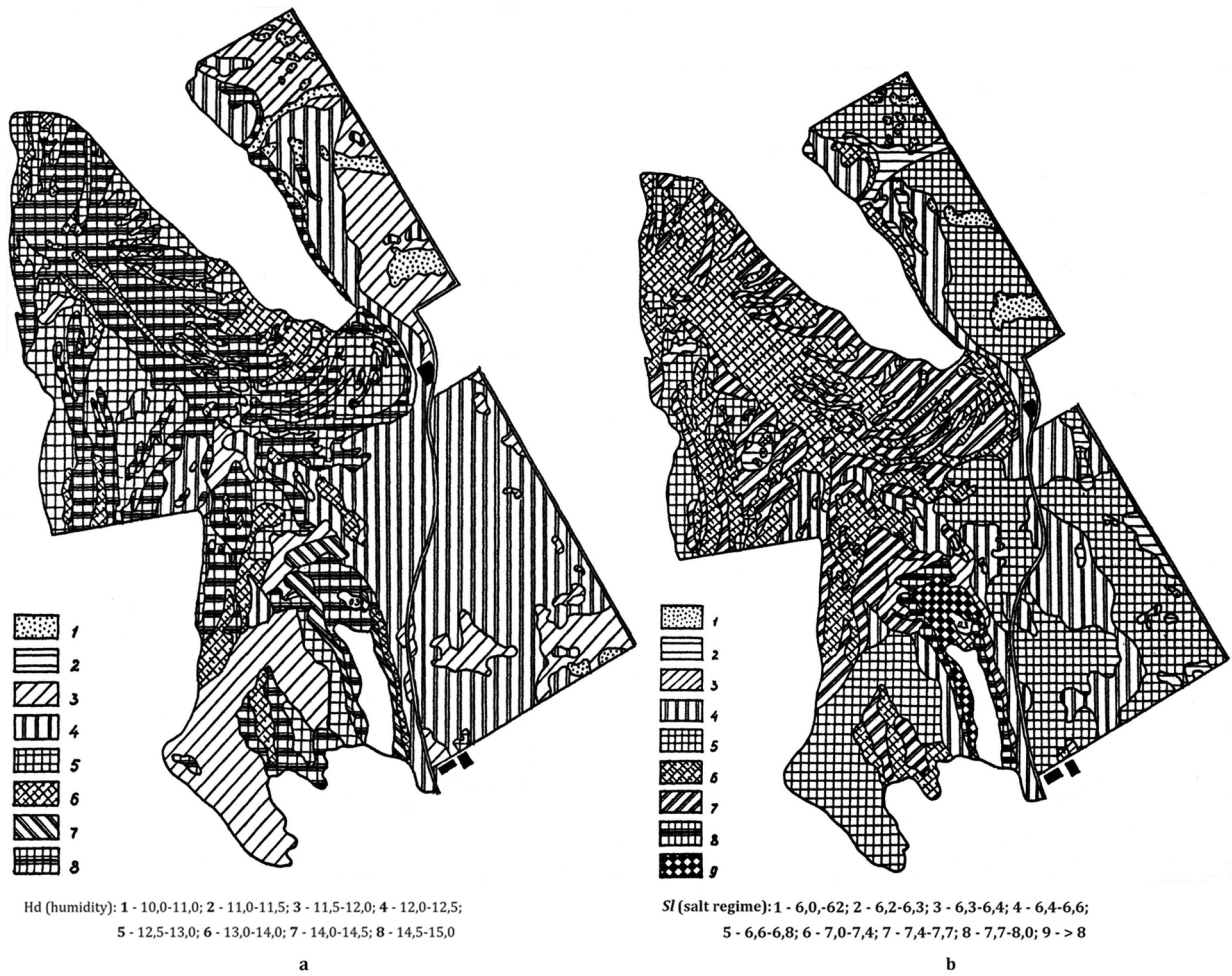 1
2
3
4
5
6
7
8
Hd (humidity): 1 - 10,0-11,0; 2 - 11,0-11,5; 3 - 11,5-12,0; 4 - 12,0-12,5;
5 - 12,5-13,0; 6 - 13,0-14,0; 7 - 14,0-14,5; 8 - 14,5-15,0
a
1
2
3
4
5
6
7
8
9
Sl (salt regime): 1 - 6,0,-62; 2 - 6,2-6,3; 3 - 6,3-6,4; 4 - 6,4-6,6;
5 - 6,6-6,8; 6 - 7,0-7,4; 7 - 7,4-7,7; 8 - 7,7-8,0; 9 - > 8
b